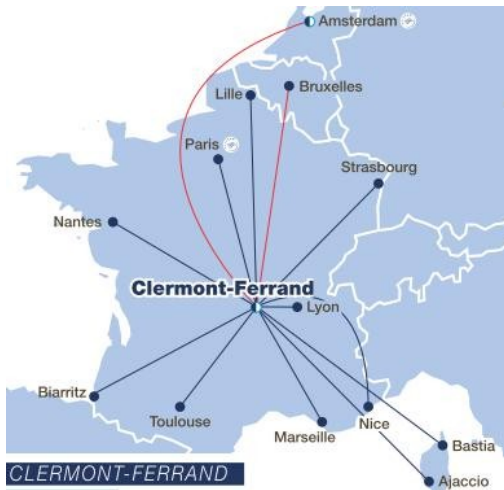 Amsterdam
Bruxelles
Lille
Paris
Strasbourg
Nantes
Clermont-Ferrand
Lyon
Biarritz
Toulouse
Marseille
Nice
Bastia
Ajaccio
CLERMONT-FERRAND